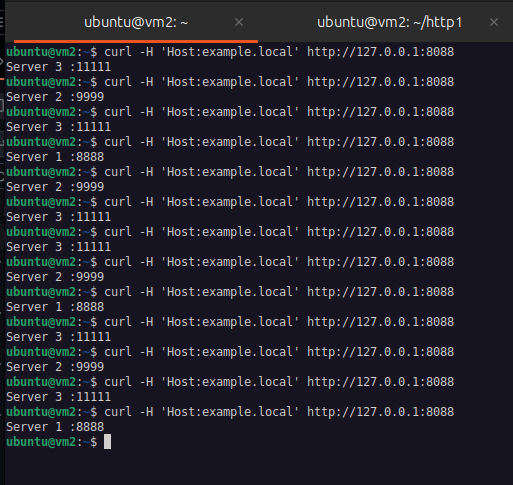 ubuntu@vm2: ~ × ubuntu@vm2: ~/http1 ×
ubuntu@vm2:~$ curl -H 'Host:example.local' http://127.0.0.1:8088
Server 3 :11111
ubuntu@vm2:~$ curl -H 'Host:example.local' http://127.0.0.1:8088
Server 2 :9999
ubuntu@vm2:~$ curl -H 'Host:example.local' http://127.0.0.1:8088
Server 3 :11111
ubuntu@vm2:~$ curl -H 'Host:example.local' http://127.0.0.1:8088
Server 1 :8888
ubuntu@vm2:~$ curl -H 'Host:example.local' http://127.0.0.1:8088
Server 2 :9999
ubuntu@vm2:~$ curl -H 'Host:example.local' http://127.0.0.1:8088
Server 3 :11111
ubuntu@vm2:~$ curl -H 'Host:example.local' http://127.0.0.1:8088
Server 3 :11111
ubuntu@vm2:~$ curl -H 'Host:example.local' http://127.0.0.1:8088
Server 2 :9999
ubuntu@vm2:~$ curl -H 'Host:example.local' http://127.0.0.1:8088
Server 1 :8888
ubuntu@vm2:~$ curl -H 'Host:example.local' http://127.0.0.1:8088
Server 3 :11111
ubuntu@vm2:~$ curl -H 'Host:example.local' http://127.0.0.1:8088
Server 2 :9999
ubuntu@vm2:~$ curl -H 'Host:example.local' http://127.0.0.1:8088
Server 3 :11111
ubuntu@vm2:~$ curl -H 'Host:example.local' http://127.0.0.1:8088
Server 1 :8888
ubuntu@vm2:~$